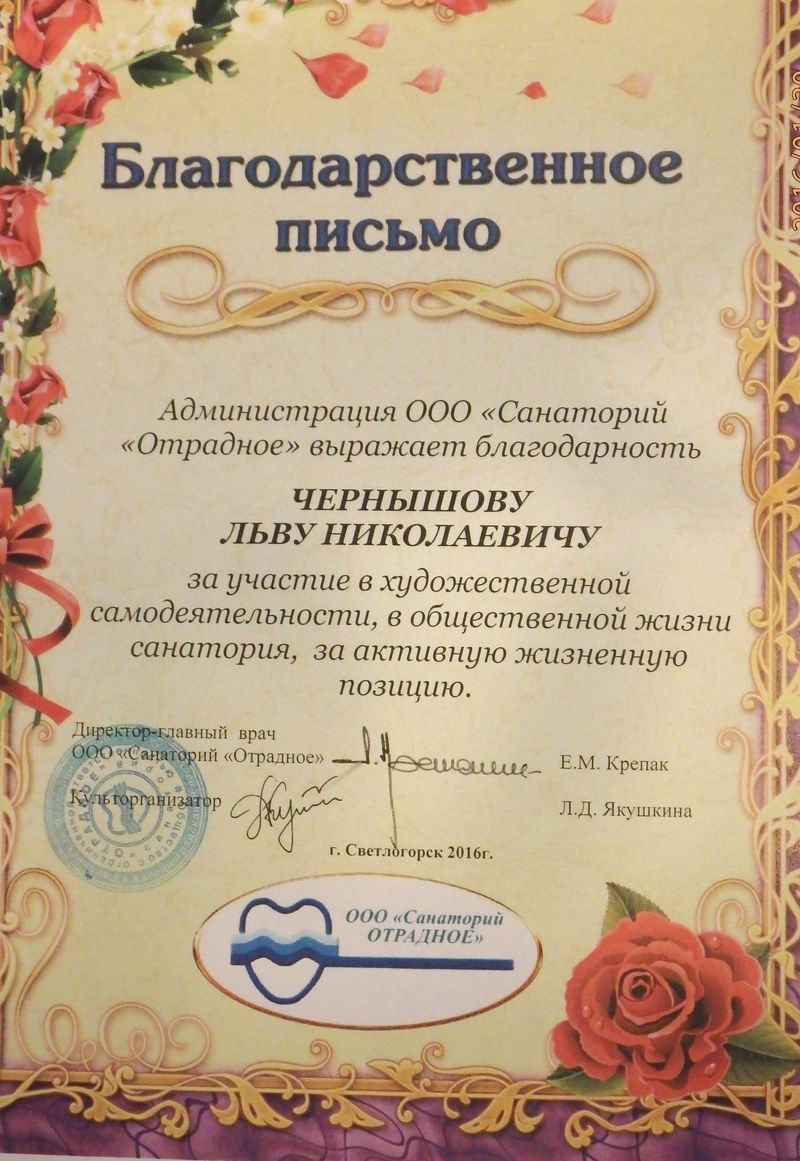 Благодарственное
письмо
Администрация ООО «Санаторий
«Отрадное» выражает благодарность
ЧЕРНЫШОВУ
ЛЬВУ НИКОЛАЕВИЧУ
за участие в художественной
самодеятельности, в общественной жизни
санатория,  за активную жизненную
позицию.
Директор-главный  врач
ООО «Санаторий «Отрадное»
Е.М. Крепак
Культорганизатор
Л.Д. Якушкина
г. Светлогорск 2016г.
ООО «Санаторий
ОТРАДНОЕ»